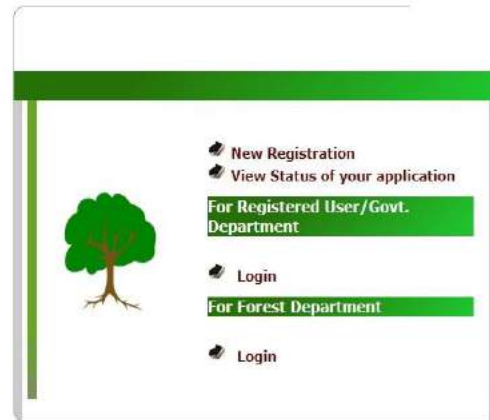 New Registration
View Status of your application
For Registered User/Govt.
Department
Login
For Forest Department
Login